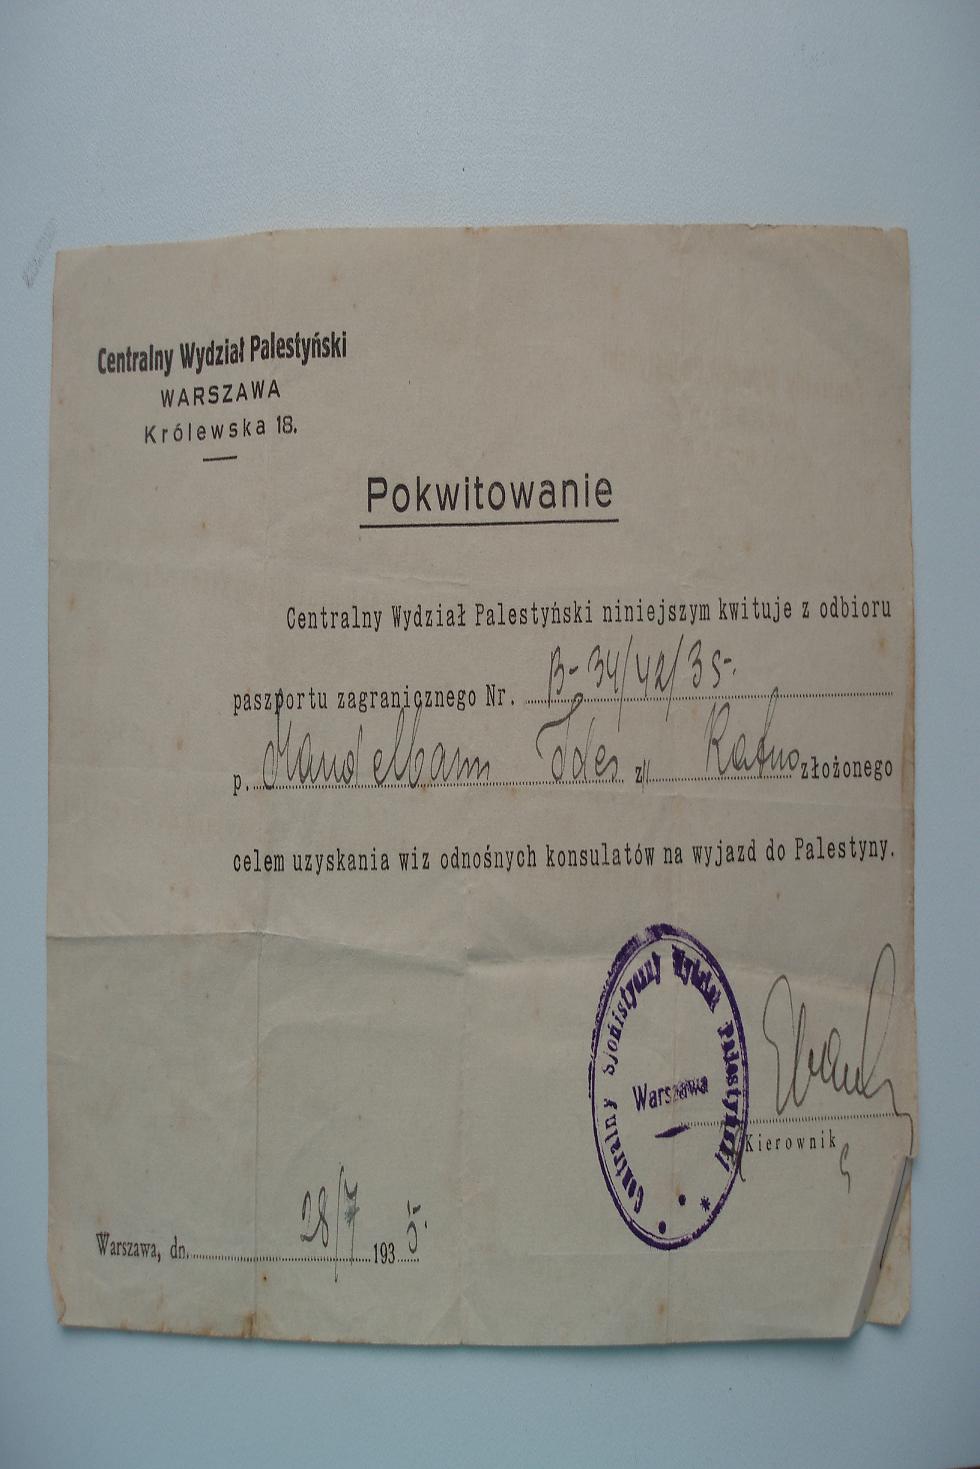 Centralny Wydział Palestyński
WARSZAWA
Królewska 18.
Pokwitowanie
Centralny Wydział Palestyński niniejszym kwituje z odbioru
paszportu zagranicznego Nr. B-34/42/35-.
p. Mandelbaum Ides z Ratno złożonego
celem uzyskania wiz odnośnych konsulatów na wyjazd do Palestyny.
Centralny Sjonistyczny Wydział Palestyński
Warszawa
Kierownik
Warszawa, dn. 28/7 1935.